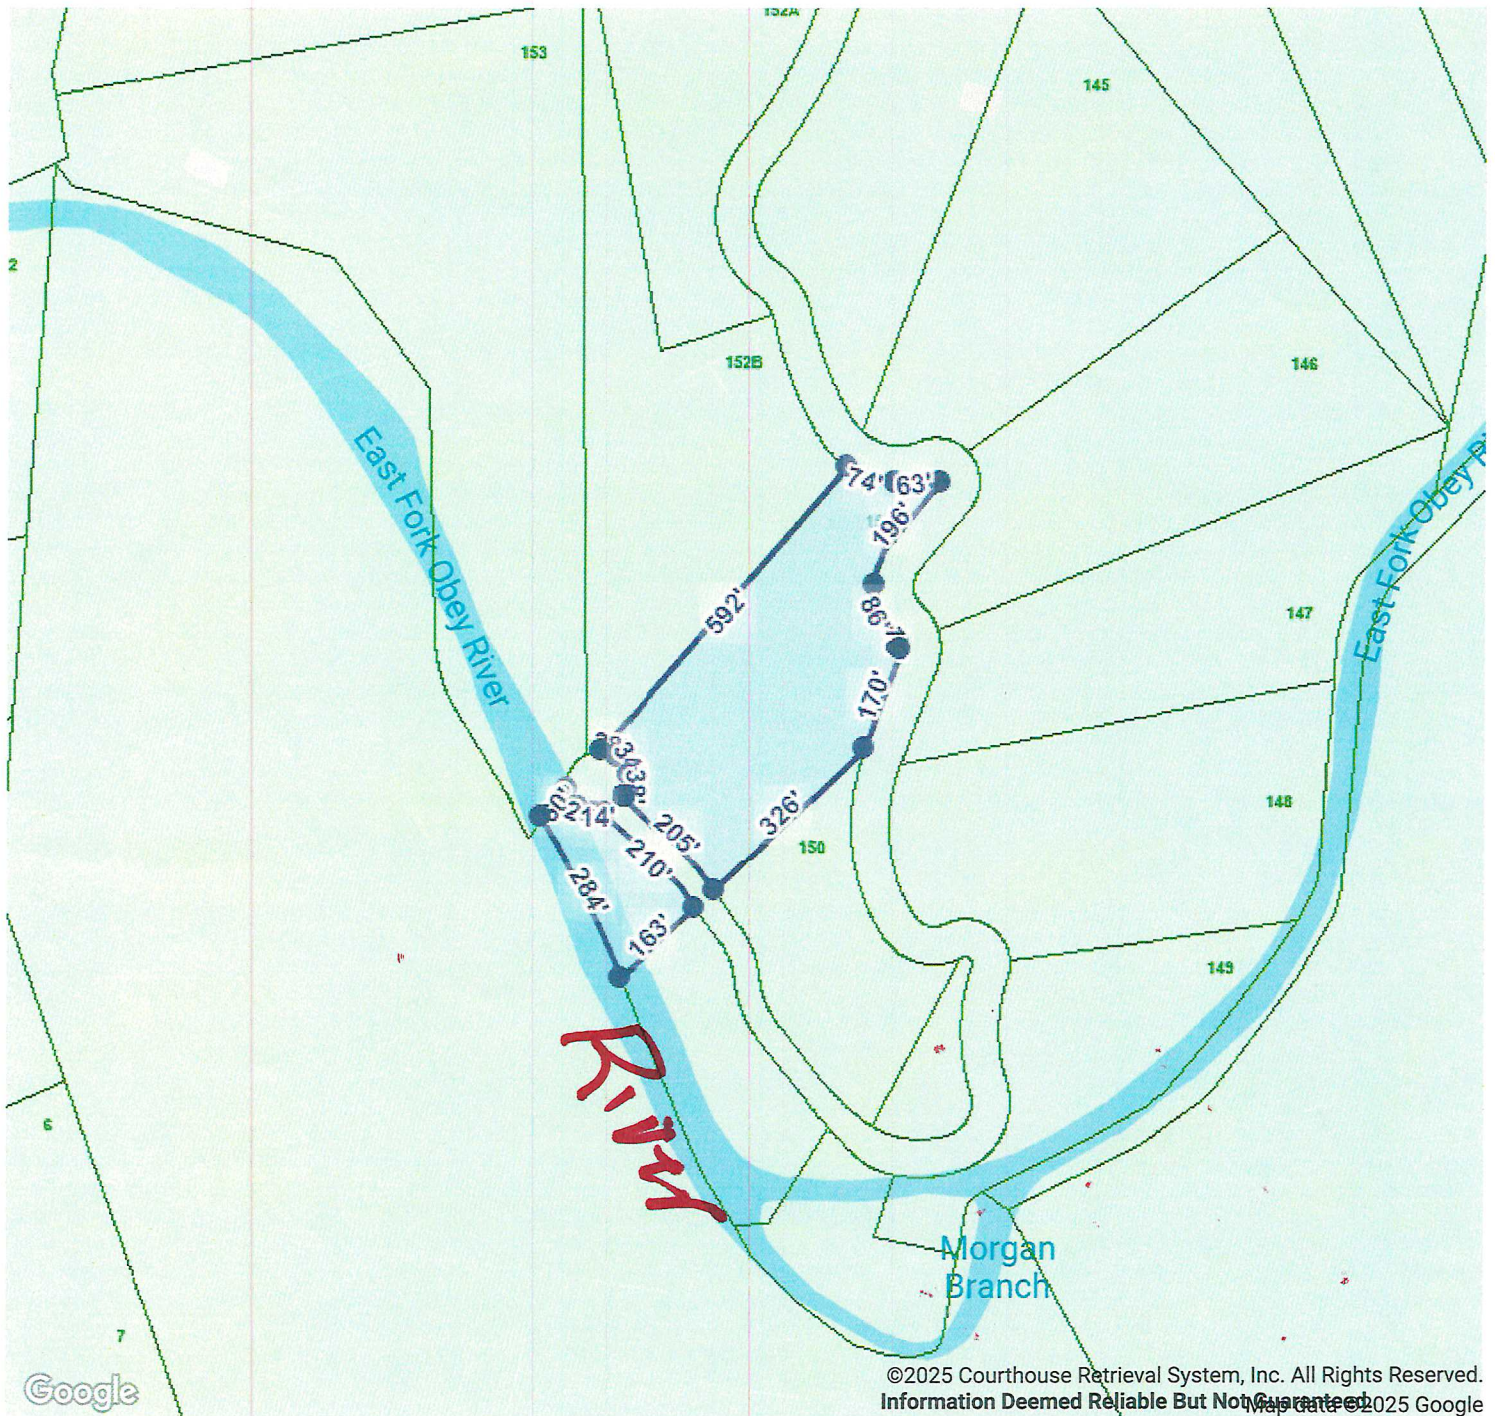 152A
153
145
2
152B
146
East Fork Obey River
74'
63'
196'
592'
86'
East Fork Obey R
147
170'
38'
214'
205'
326'
210'
148
150
284'
163'
149
River
6
Morgan
Branch
7
Google
©2025 Courthouse Retrieval System, Inc. All Rights Reserved.
Information Deemed Reliable But Not Guaranteed.
Map data ©2025 Google